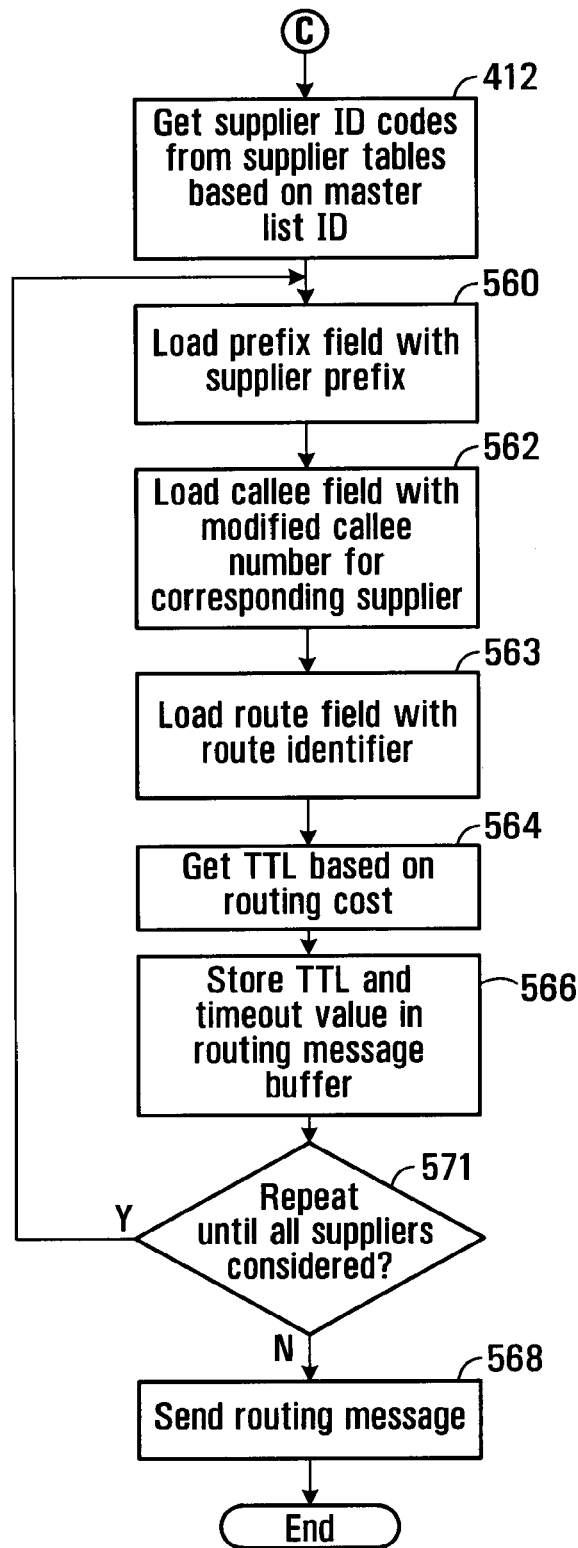 C
412
Get supplier ID codes
from supplier tables
based on master
list ID
560
Load prefix field with
supplier prefix
562
Load callee field with
modified callee
number for
corresponding supplier
563
Load route field with
route identifier
564
Get TTL based on
routing cost
566
Store TTL and
timeout value in
routing message
buffer
571
Repeat
until all suppliers
considered?
Y
N
568
Send routing message
End